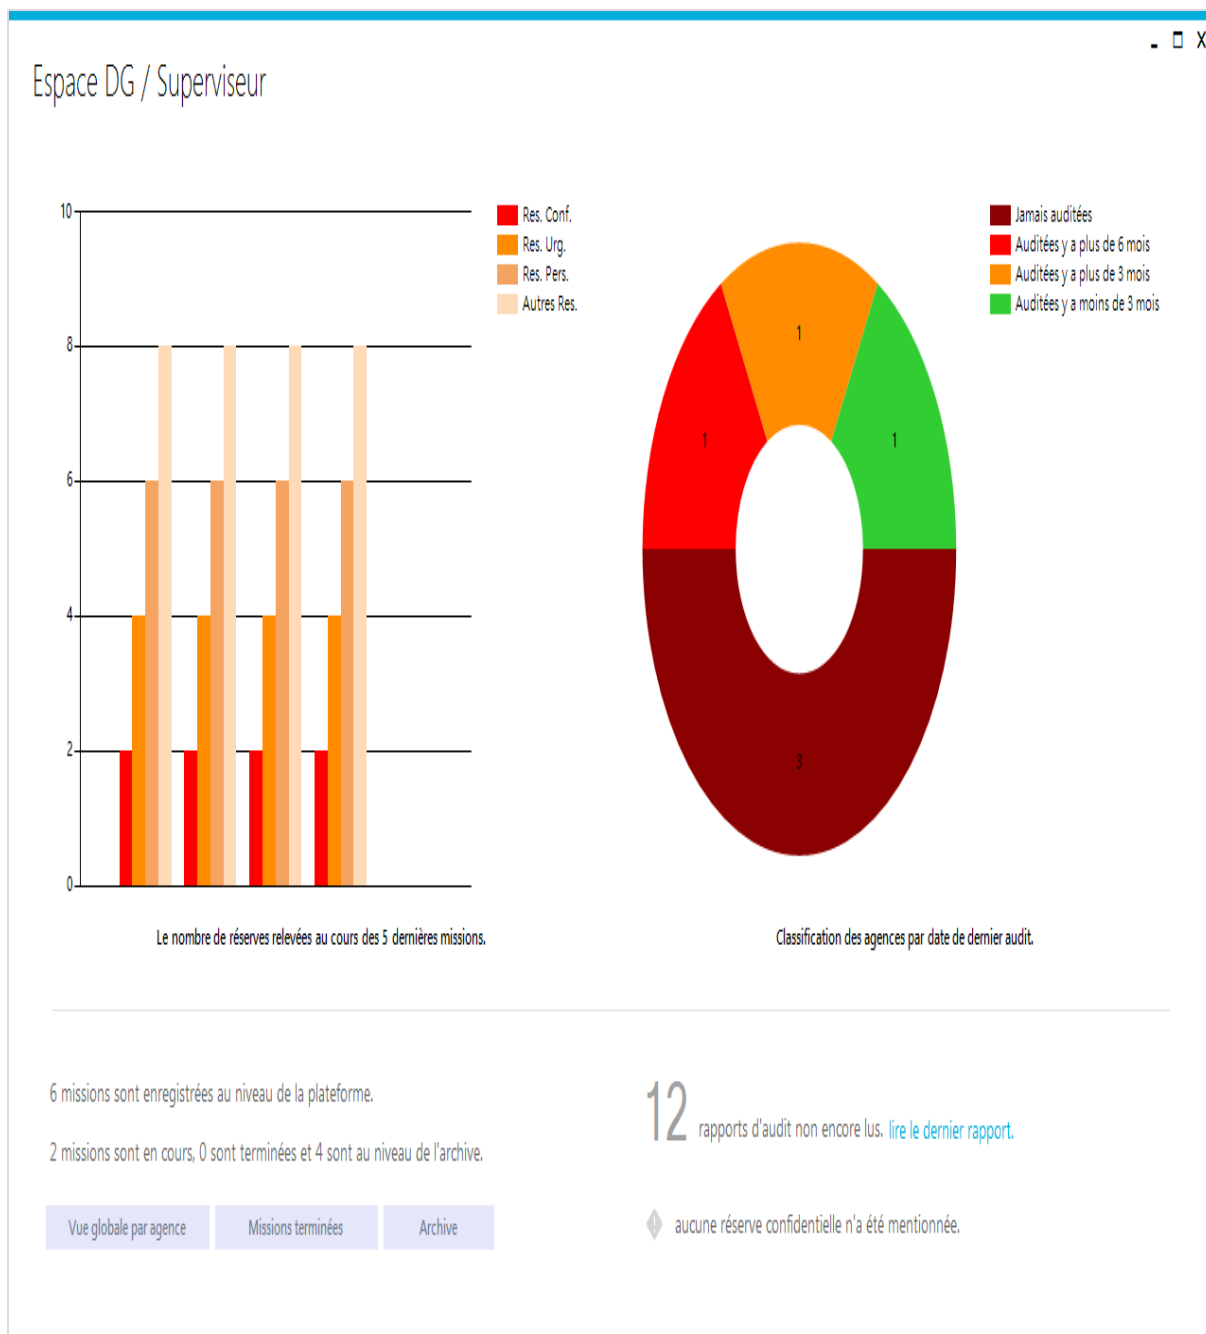 Espace DG / Superviseur
10
8
6
4
2
0
Res. Conf.
Res. Urg.
Res. Pers.
Autres Res.
Le nombre de réserves relevées au cours des 5 dernières missions.
1
1
1
3
Jamais auditées
Auditées y a plus de 6 mois
Auditées y a plus de 3 mois
Auditées y a moins de 3 mois
Classification des agences par date de dernier audit.
6 missions sont enregistrées au niveau de la plateforme.
2 missions sont en cours, 0 sont terminées et 4 sont au niveau de l'archive.
Vue globale par agence
Missions terminées
Archive
12 rapports d'audit non encore lus. lire le dernier rapport.
aucune réserve confidentielle n'a été mentionnée.